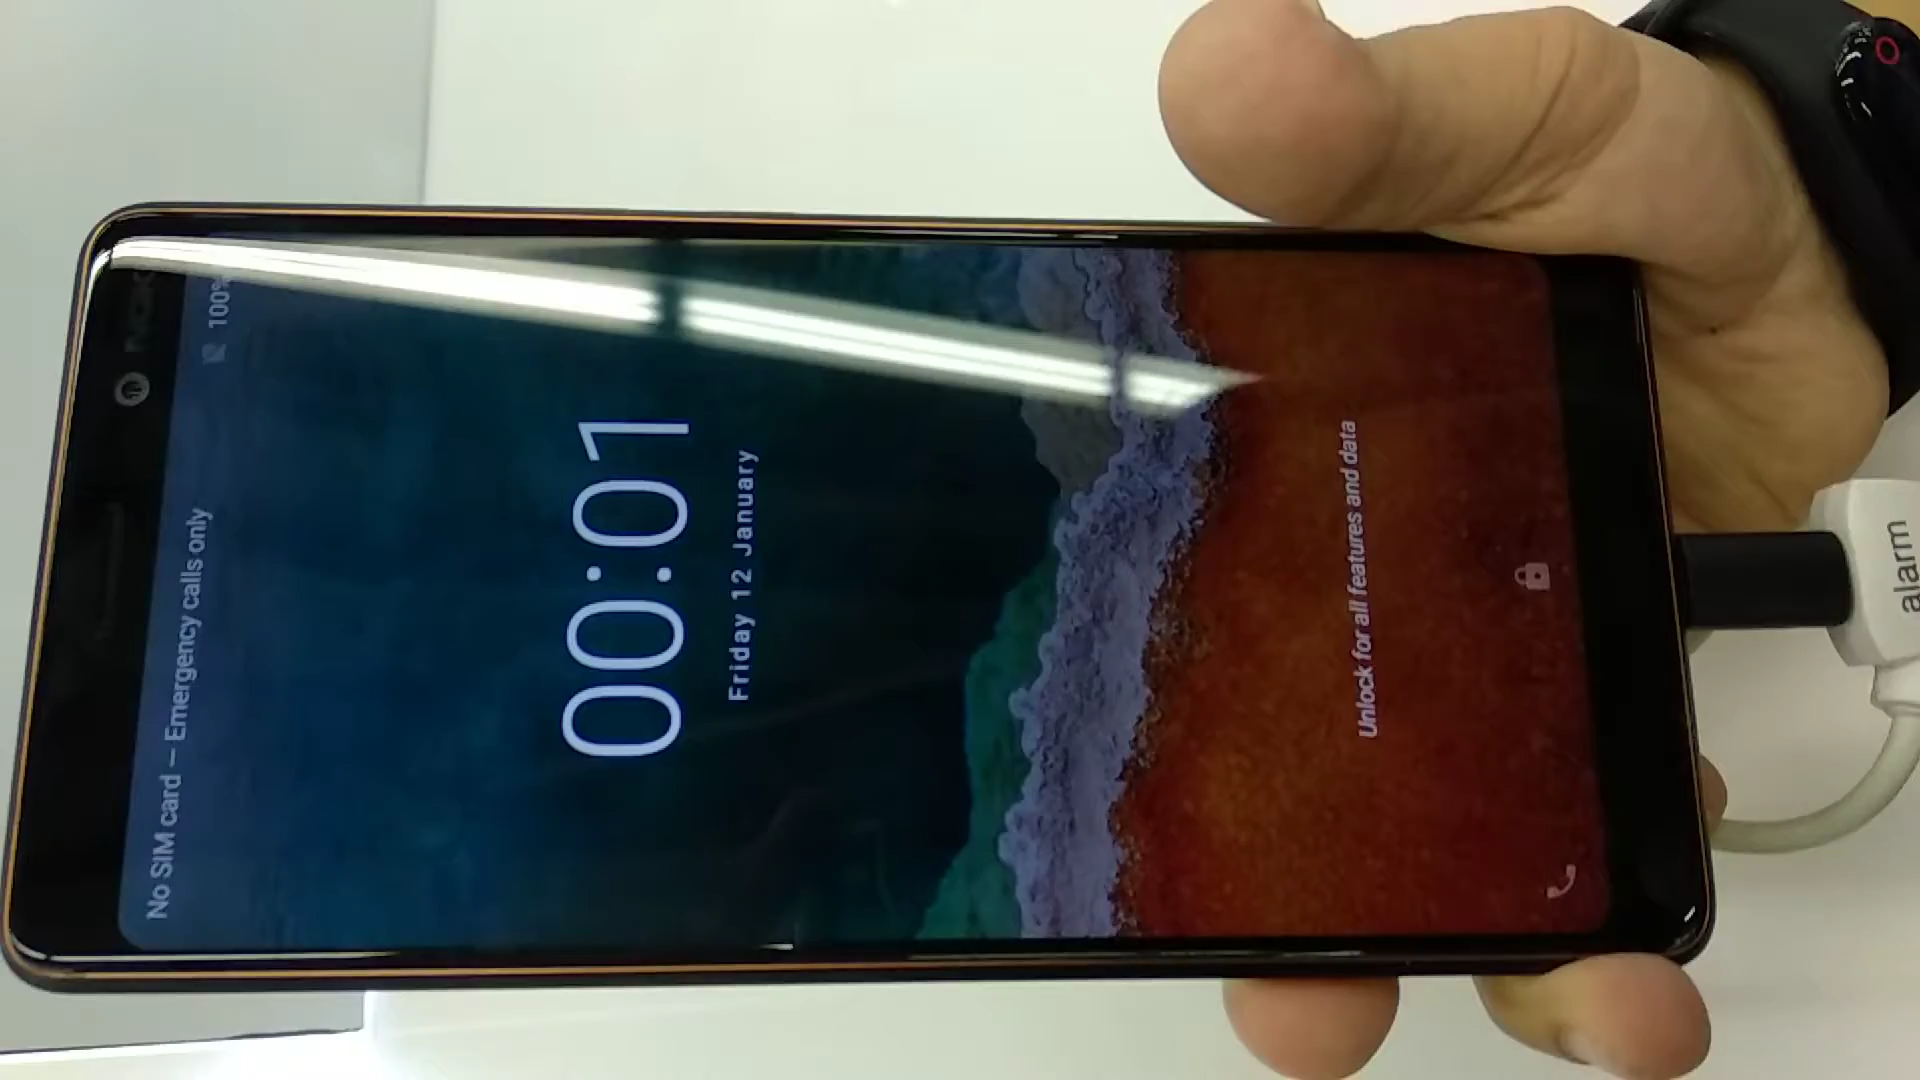 No SIM card — Emergency calls only
100%
00:01
Friday 12 January
Unlock for all features and data
alarm